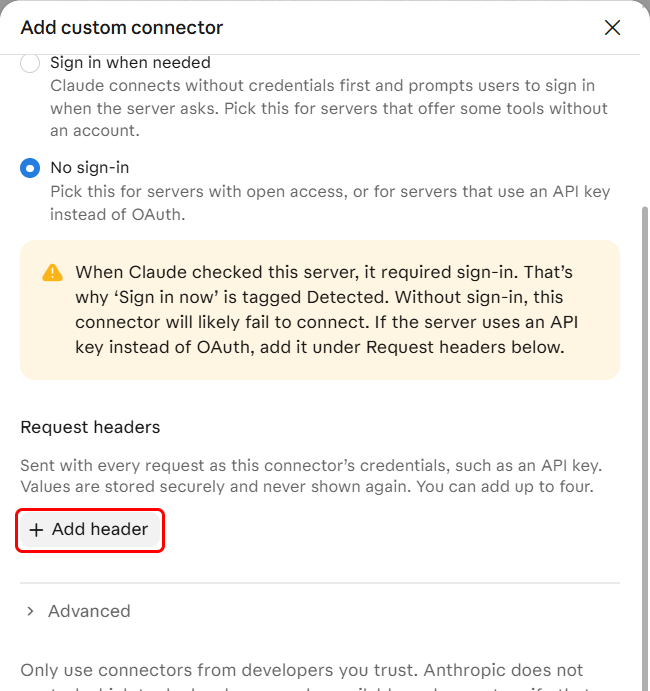 Add custom connector
Sign in when needed
Claude connects without credentials first and prompts users to sign in
when the server asks. Pick this for servers that offer some tools without
an account.
No sign-in
Pick this for servers with open access, or for servers that use an API key
instead of OAuth.
When Claude checked this server, it required sign-in. That’s
why ‘Sign in now’ is tagged Detected. Without sign-in, this
connector will likely fail to connect. If the server uses an API
key instead of OAuth, add it under Request headers below.
Request headers
Sent with every request as this connector’s credentials, such as an API key.
Values are stored securely and never shown again. You can add up to four.
+ Add header
Advanced
Only use connectors from developers you trust. Anthropic does not